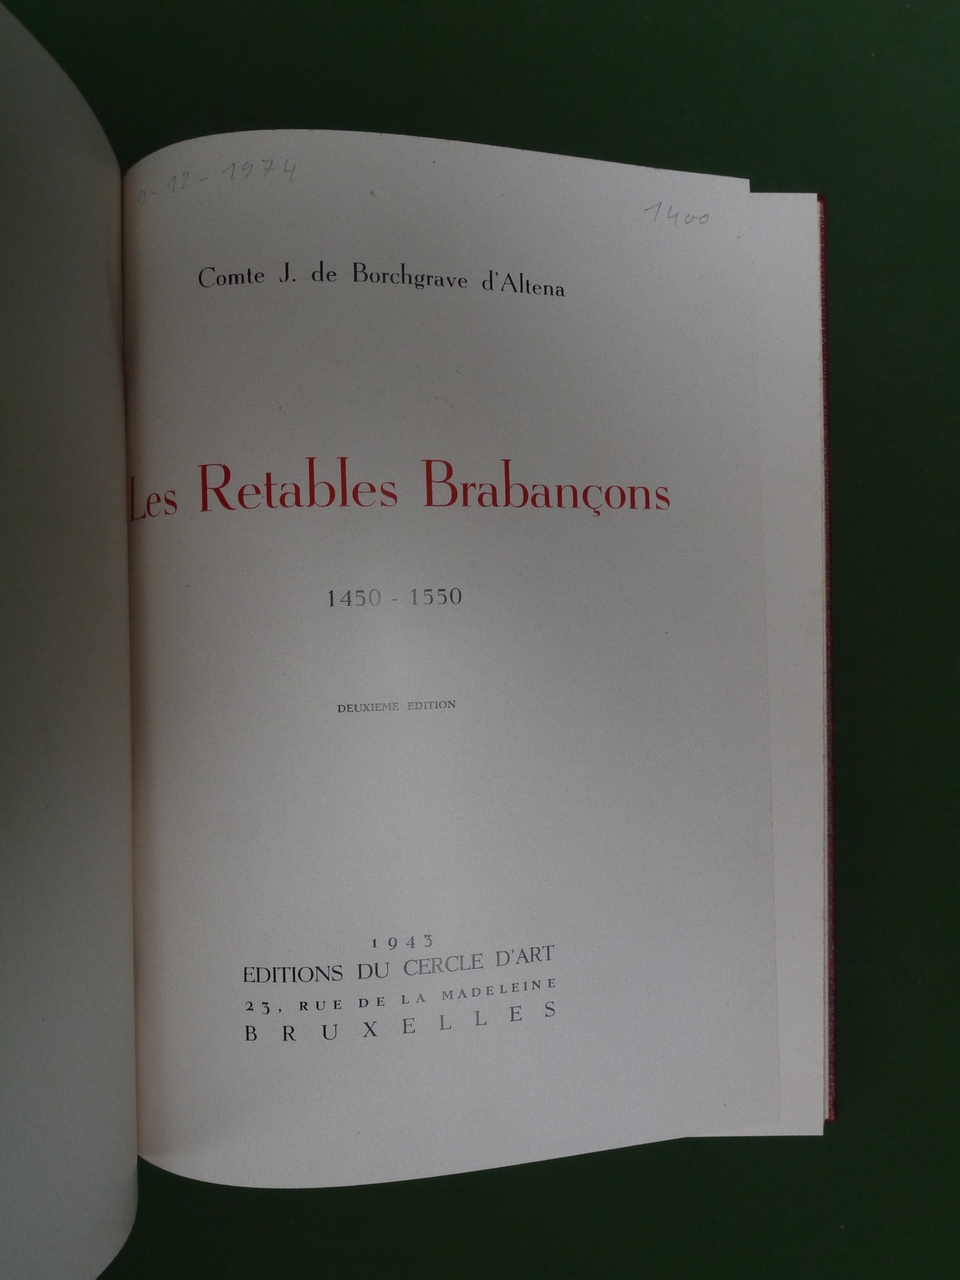 -12-1974
1400
Comte J. de Borchgrave d'Altena
Les Retables Brabançons
1450 - 1550
DEUXIEME EDITION
1943
EDITIONS DU CERCLE D'ART
23, RUE DE LA MADELEINE
BRUXELLES